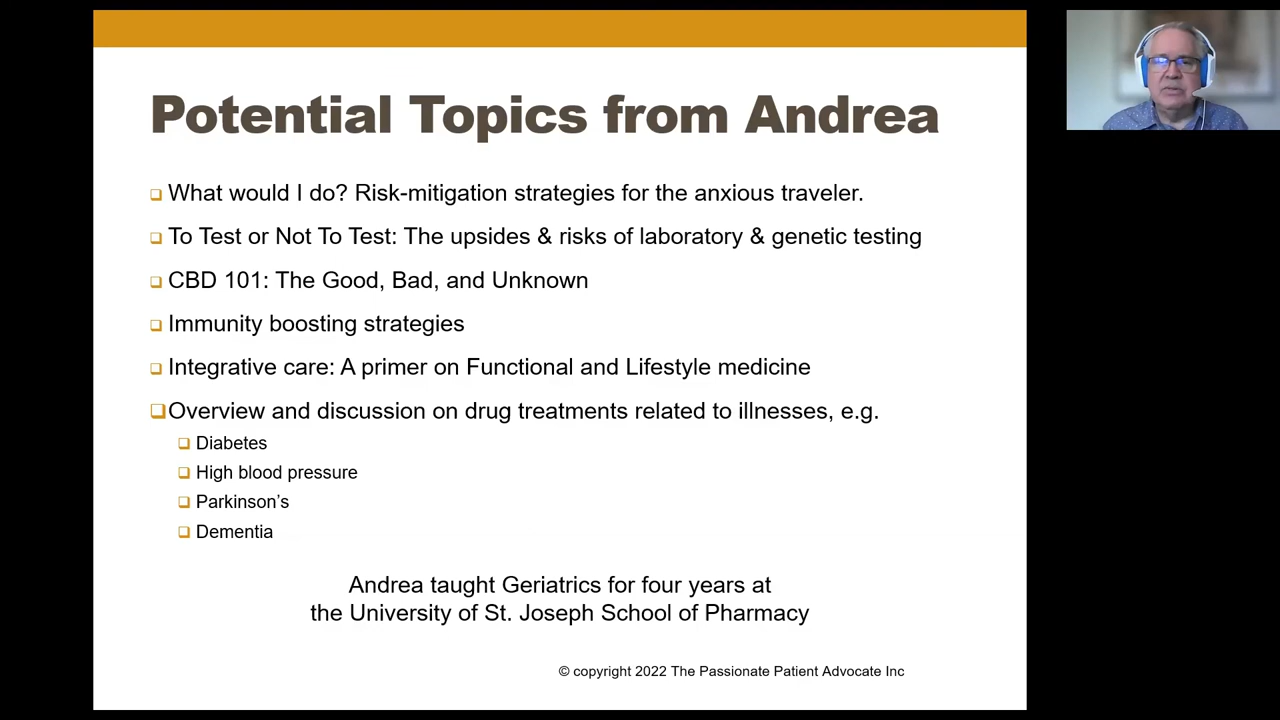 Potential Topics from Andrea
What would I do? Risk-mitigation strategies for the anxious traveler.
To Test or Not To Test: The upsides & risks of laboratory & genetic testing
CBD 101: The Good, Bad, and Unknown
Immunity boosting strategies
Integrative care: A primer on Functional and Lifestyle medicine
Overview and discussion on drug treatments related to illnesses, e.g.
Diabetes
High blood pressure
Parkinson’s
Dementia
Andrea taught Geriatrics for four years at
the University of St. Joseph School of Pharmacy
© copyright 2022 The Passionate Patient Advocate Inc